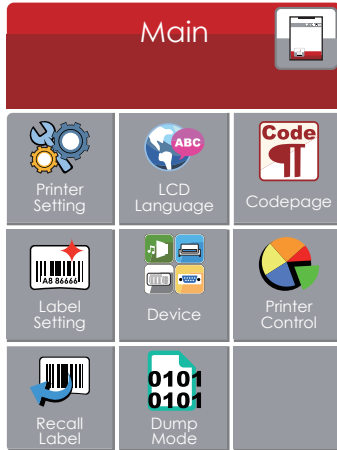 Main
Code
ABC
Printer
Setting
LCD
Language
Codepage
A8 86666
Label
Setting
Device
Printer
Control
0101
0101
Recall
Label
Dump
Mode